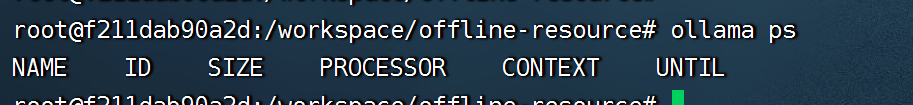 root@f211dab90a2d:/workspace/offline-resource# ollama ps
NAME    ID    SIZE    PROCESSOR    CONTEXT    UNTIL
root@f211dab90a2d:/workspace/offline-resource#